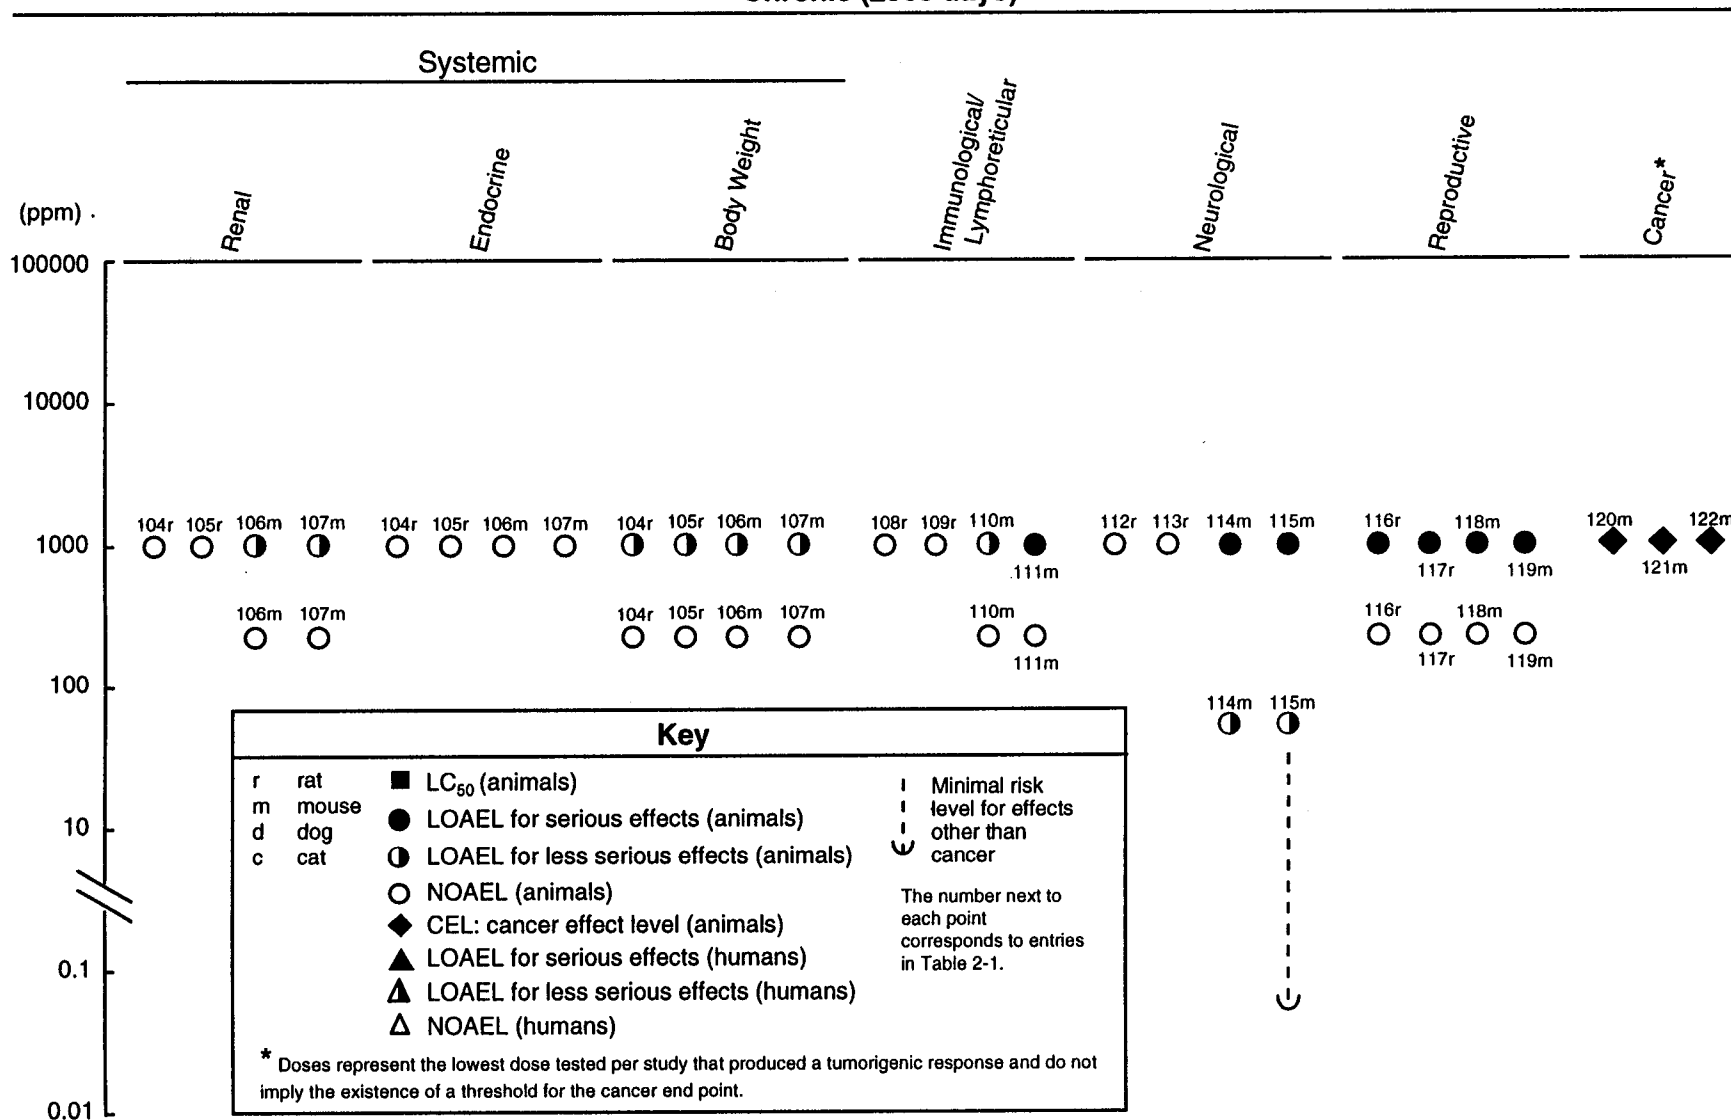 Systemic
(ppm)
Renal
Endocrine
Body Weight
Immunological/
Lymphoreticular
Neurological
Reproductive
Cancer*
100000
10000
104r 105r 106m 107m 104r 105r 106m 107m 104r 105r 106m 107m 108r 109r 110m 112r 113r 114m 115m 116r 118m 120m 122m
1000
111m 117r 119m 121m
106m 107m 104r 105r 106m 107m 110m 116r 118m
111m 117r 119m
100
114m 115m
Key
r rat
m mouse
d dog
c cat
LC50 (animals)
LOAEL for serious effects (animals)
LOAEL for less serious effects (animals)
NOAEL (animals)
CEL: cancer effect level (animals)
LOAEL for serious effects (humans)
LOAEL for less serious effects (humans)
NOAEL (humans)
Minimal risk
level for effects
other than
cancer
The number next to
each point
corresponds to entries
in Table 2-1.
* Doses represent the lowest dose tested per study that produced a tumorigenic response and do not
imply the existence of a threshold for the cancer end point.
10
0.1
0.01